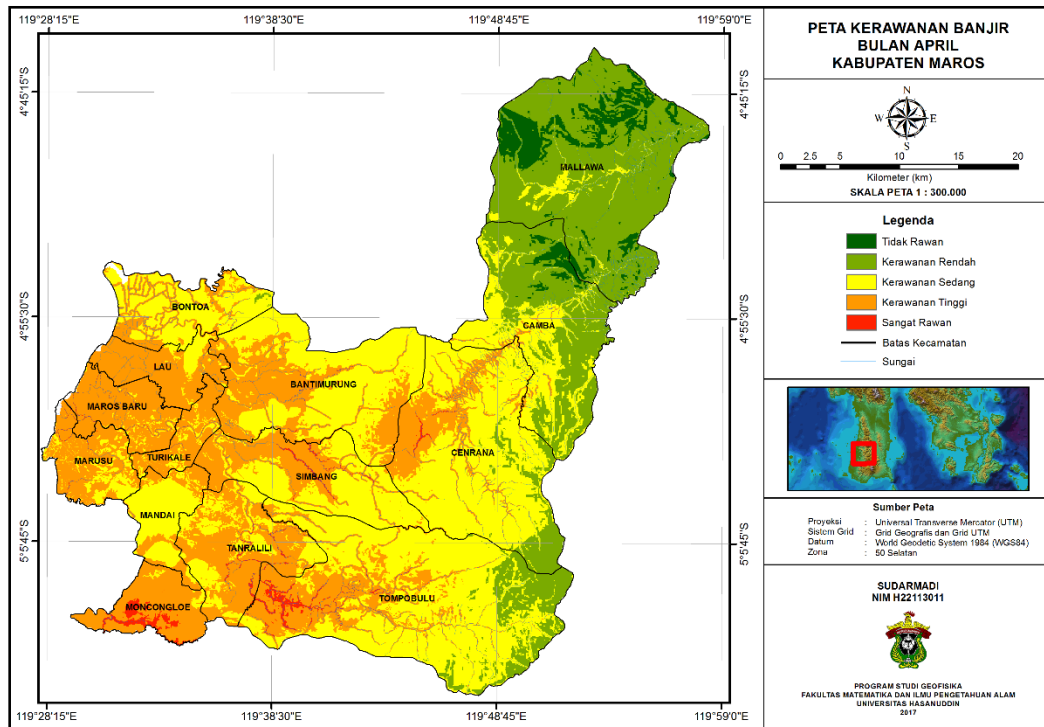 119°28'15"E
119°38'30"E
119°48'45"E
119°59'0"E
4°45'15"S
4°45'15"S
4°55'30"S
4°55'30"S
5°5'45"S
5°5'45"S
MALLAWA
BONTOA
CAMBA
LAU
BANTIMURUNG
MAROS BARU
CENRANA
MARUSU
TURIKALE
SIMBANG
MANDAI
TANRALILI
MONCONGLOE
TOMPOBULU
119°28'15"E
119°38'30"E
119°48'45"E
119°59'0"E
PETA KERAWANAN BANJIR
BULAN APRIL
KABUPATEN MAROS
N
W E
S
0 2.5 5 10 15 20
Kilometer (km)
SKALA PETA 1 : 300.000
Legenda
Tidak Rawan
Kerawanan Rendah
Kerawanan Sedang
Kerawanan Tinggi
Sangat Rawan
Batas Kecamatan
Sungai
Sumber Peta
Proyeksi : Universal Transverse Mercator (UTM)
Sistem Grid : Grid Geografis dan Grid UTM
Datum : World Geodetic System 1984 (WGS84)
Zona : 50 Selatan
SUDARMADI
NIM H22113011
PROGRAM STUDI GEOFISIKA
FAKULTAS MATEMATIKA DAN ILMU PENGETAHUAN ALAM
UNIVERSITAS HASANUDDIN
2017